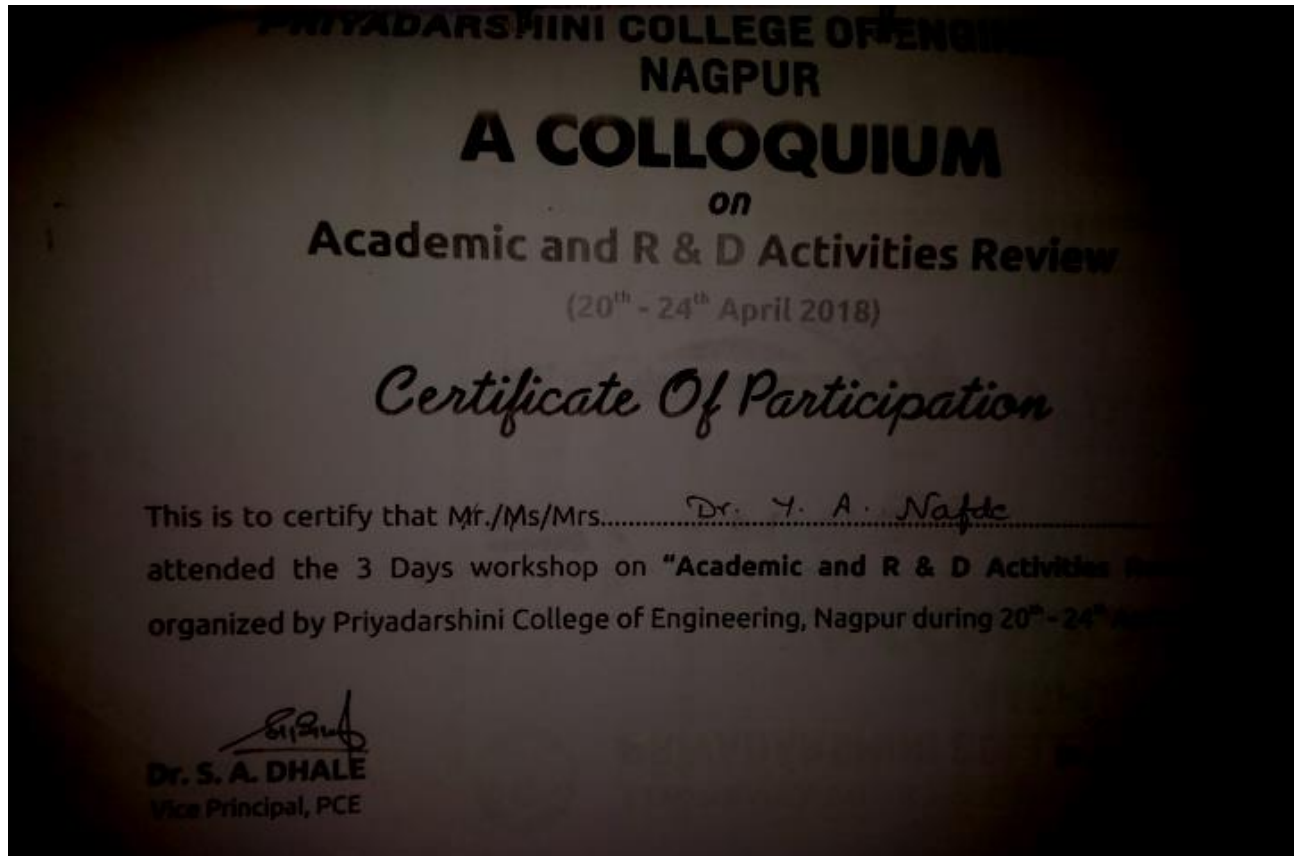 PRIYADARSHINI COLLEGE OF
NAGPUR
A COLLOQUIUM
on
Academic and R & D Activities Review
(20th - 24th April 2018)
Certificate Of Participation
This is to certify that Mr./Ms/Mrs.......Dr. Y. A. Nafde.......
attended the 3 Days workshop on "Academic and R & D Activities
organized by Priyadarshini College of Engineering, Nagpur during 20th - 24th
Dr. S. A. DHALE
Vice Principal, PCE